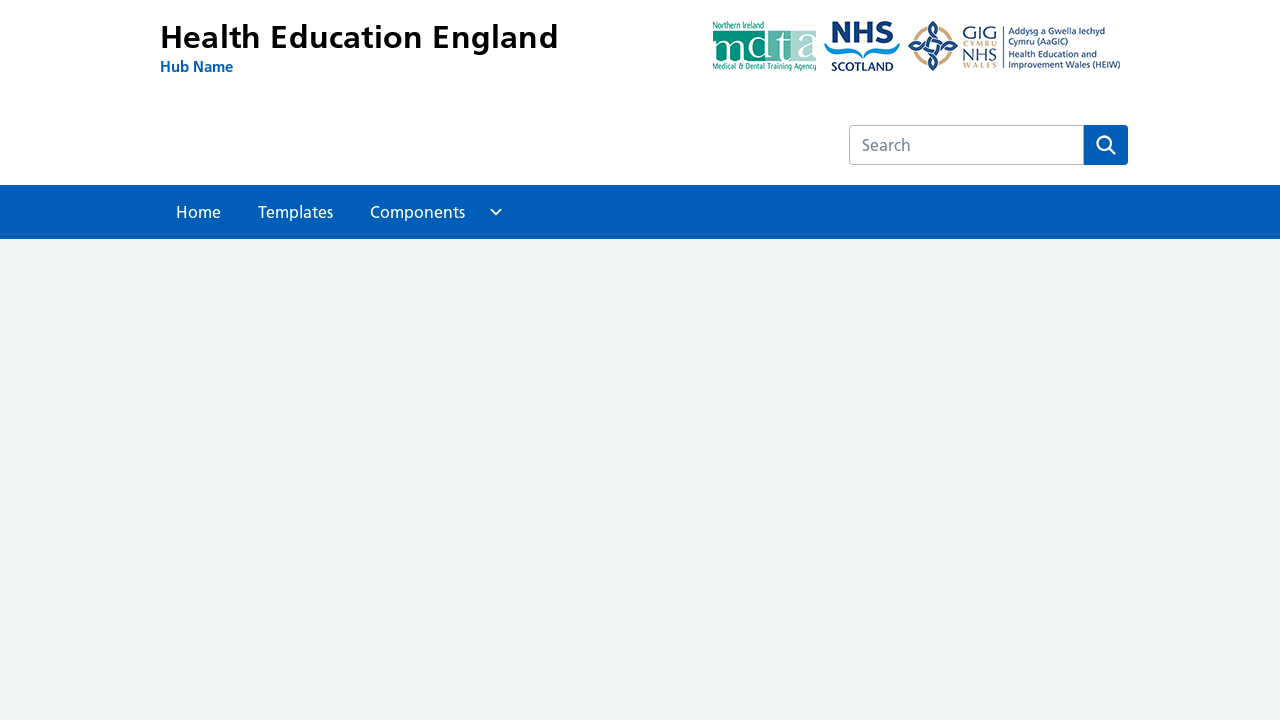 Health Education England
Hub Name
Northern Ireland
mdta
Medical & Dental Training Agency
NHS
SCOTLAND
GIG
CYMRU
NHS
WALES
Addysg a Gwella Iechyd
Cymru (AaGIC)
Health Education and
Improvement Wales (HEIW)
Search
Home
Templates
Components